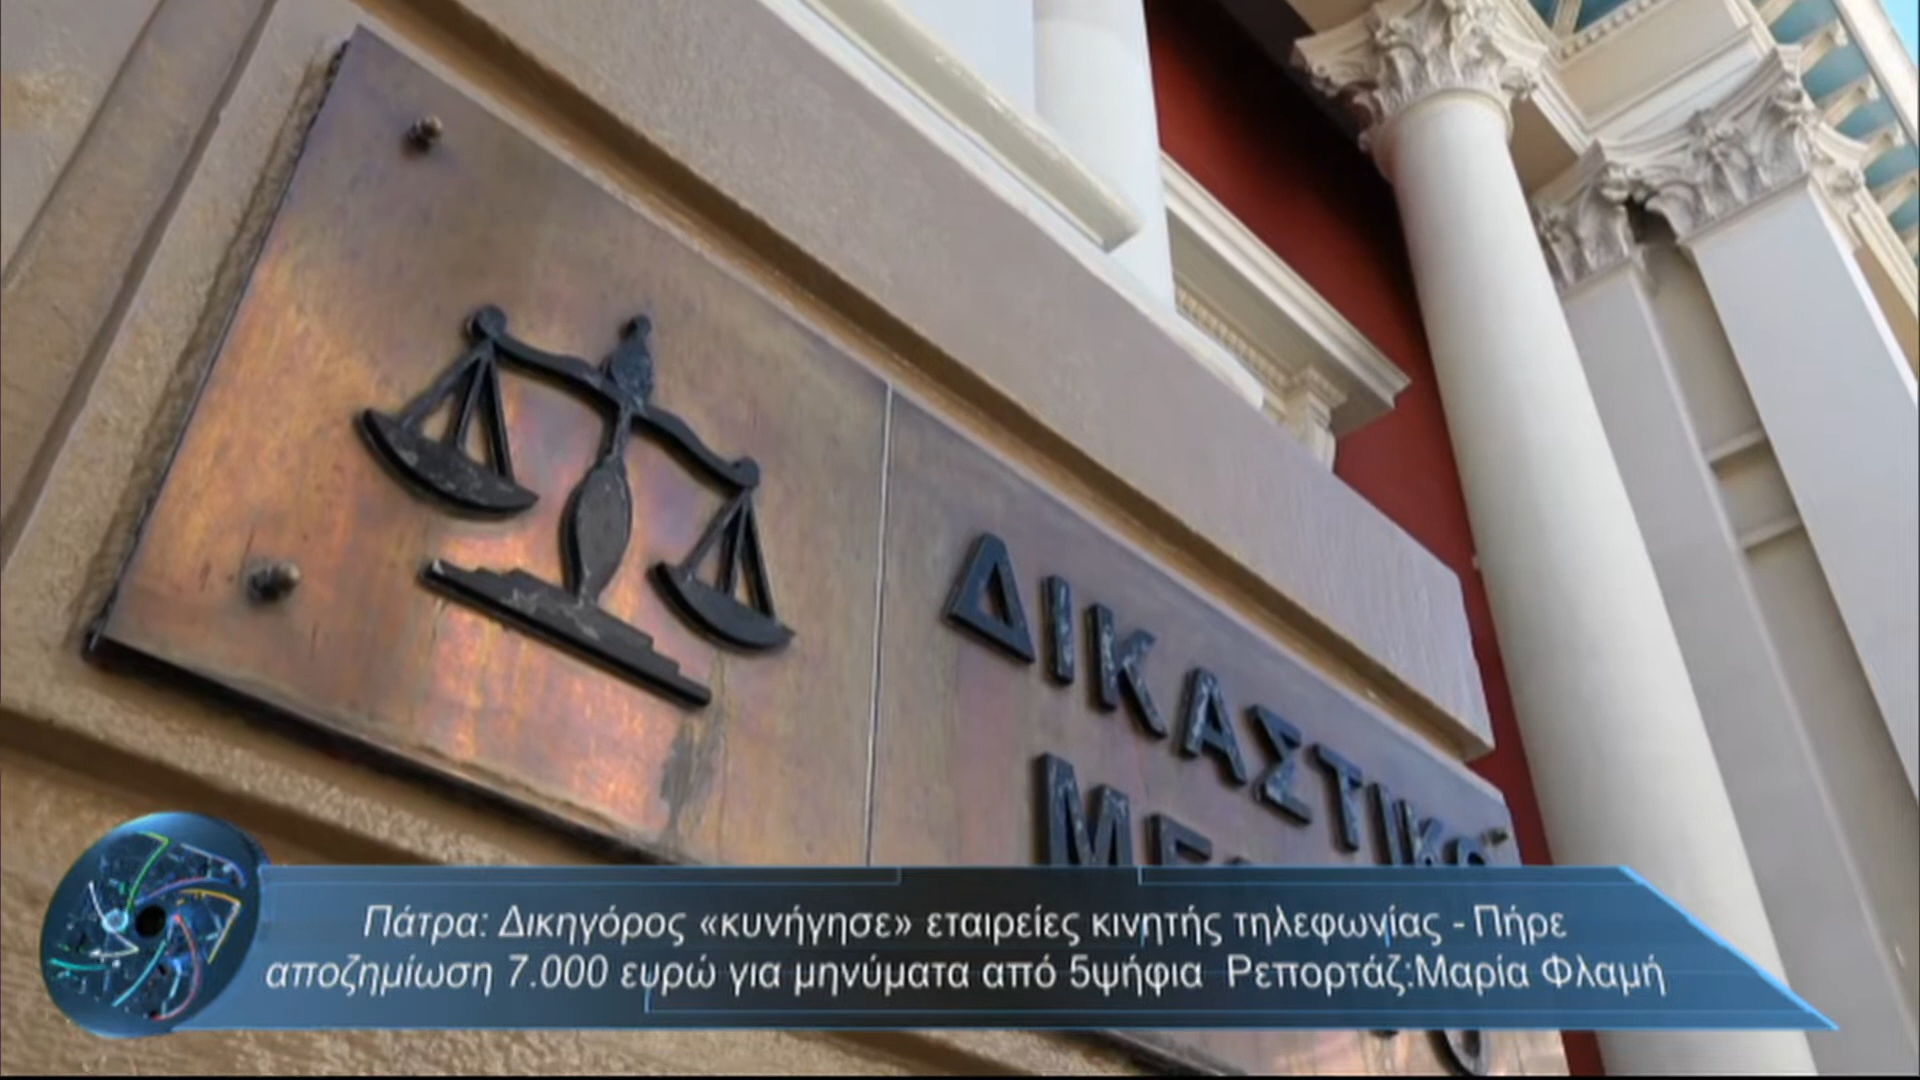 ΔΙΚΑΣΤΙΚΟ
Πάτρα: Δικηγόρος «κυνήγησε» εταιρείες κινητής τηλεφωνίας - Πήρε
αποζημίωση 7.000 ευρώ για μηνύματα από 5ψήφια Ρεπορτάζ:Μαρία Φλαμή